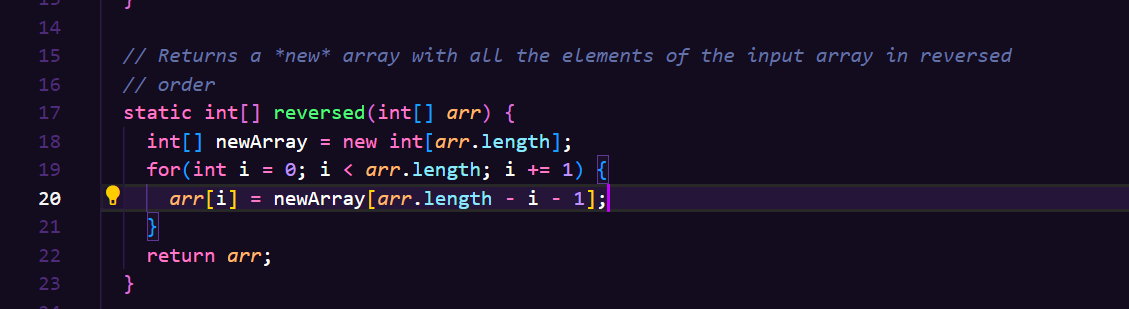 }
14
15 // Returns a *new* array with all the elements of the input array in reversed
16 // order
17 static int[] reversed(int[] arr) {
18 int[] newArray = new int[arr.length];
19 for(int i = 0; i < arr.length; i += 1) {
20 arr[i] = newArray[arr.length - i - 1];
21 }
22 return arr;
23 }